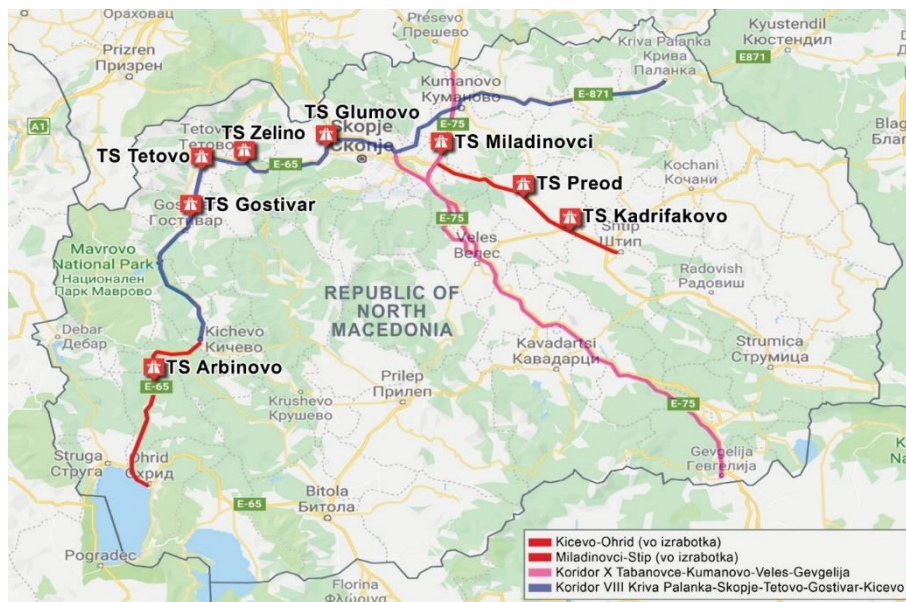 Ораховац
Preševo
Прешево
Kyustendil
Кюстендил
Prizren
Призрен
Kriva Palanka
Крива
Паланка
E871
E-871
Kumanovo
Куманово
A1
E-75
TS Glumovo
Skopje
Скопје
TS Zelino
Tetovo
Тетово
TS Tetovo
E-65
TS Miladinovci
Kochani
Кочани
TS Preod
TS Gostivar
Гостивар
TS Kadrifakovo
Shtip
Штип
E-75
Veles
Велес
Mavrovo
National Park
Национален
Парк Маврово
Radovish
Радовиш
REPUBLIC OF
NORTH
MACEDONIA
Debar
Дебар
Kichevo
Кичево
Kavadartsi
Кавадарци
Strumica
Струмица
TS Arbinovo
E-65
Prilep
Прилеп
Krushevo
Крушево
E-75
Struga
Струга
Ohrid
Охрид
Gevgelija
Гевгелија
Bitola
Битола
E-65
Pogradec
Florina
Φλώρινα
Kicevo-Ohrid (vo izrabotka)
Miladinovci-Stip (vo izrabotka)
Koridor X Tabanovce-Kumanovo-Veles-Gevgelija
Koridor VIII Kriva Palanka-Skopje-Tetovo-Gostivar-Kicevo